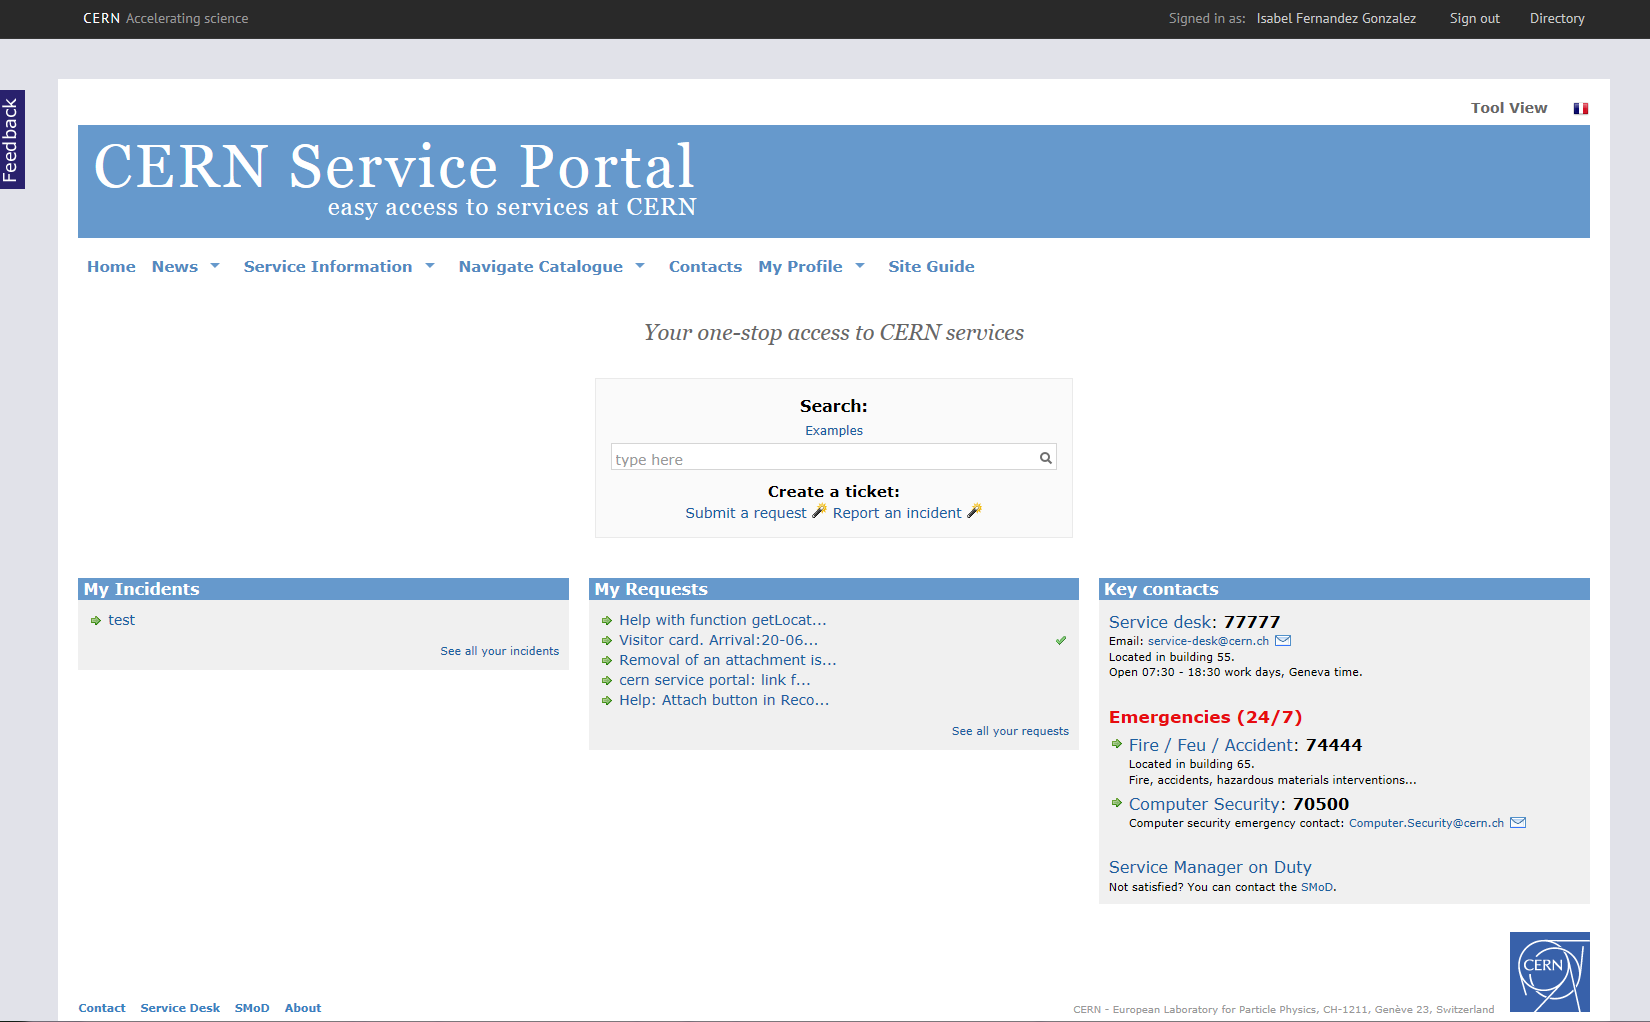 CERN Accelerating science
Signed in as: Isabel Fernandez Gonzalez Sign out Directory
Feedback
Tool View
CERN Service Portal
easy access to services at CERN
Home News Service Information Navigate Catalogue Contacts My Profile Site Guide
Your one-stop access to CERN services
Search:
Examples
type here
Create a ticket:
Submit a request Report an incident
My Incidents
test
See all your incidents
My Requests
Help with function getLocat...
Visitor card. Arrival:20-06...
Removal of an attachment is...
cern service portal: link f...
Help: Attach button in Reco...
See all your requests
Key contacts
Service desk: 77777
Email: service-desk@cern.ch
Located in building 55.
Open 07:30 - 18:30 work days, Geneva time.
Emergencies (24/7)
Fire / Feu / Accident: 74444
Located in building 65.
Fire, accidents, hazardous materials interventions...
Computer Security: 70500
Computer security emergency contact: Computer.Security@cern.ch
Service Manager on Duty
Not satisfied? You can contact the SMoD.
CERN
Contact Service Desk SMoD About
CERN - European Laboratory for Particle Physics, CH-1211, Genève 23, Switzerland